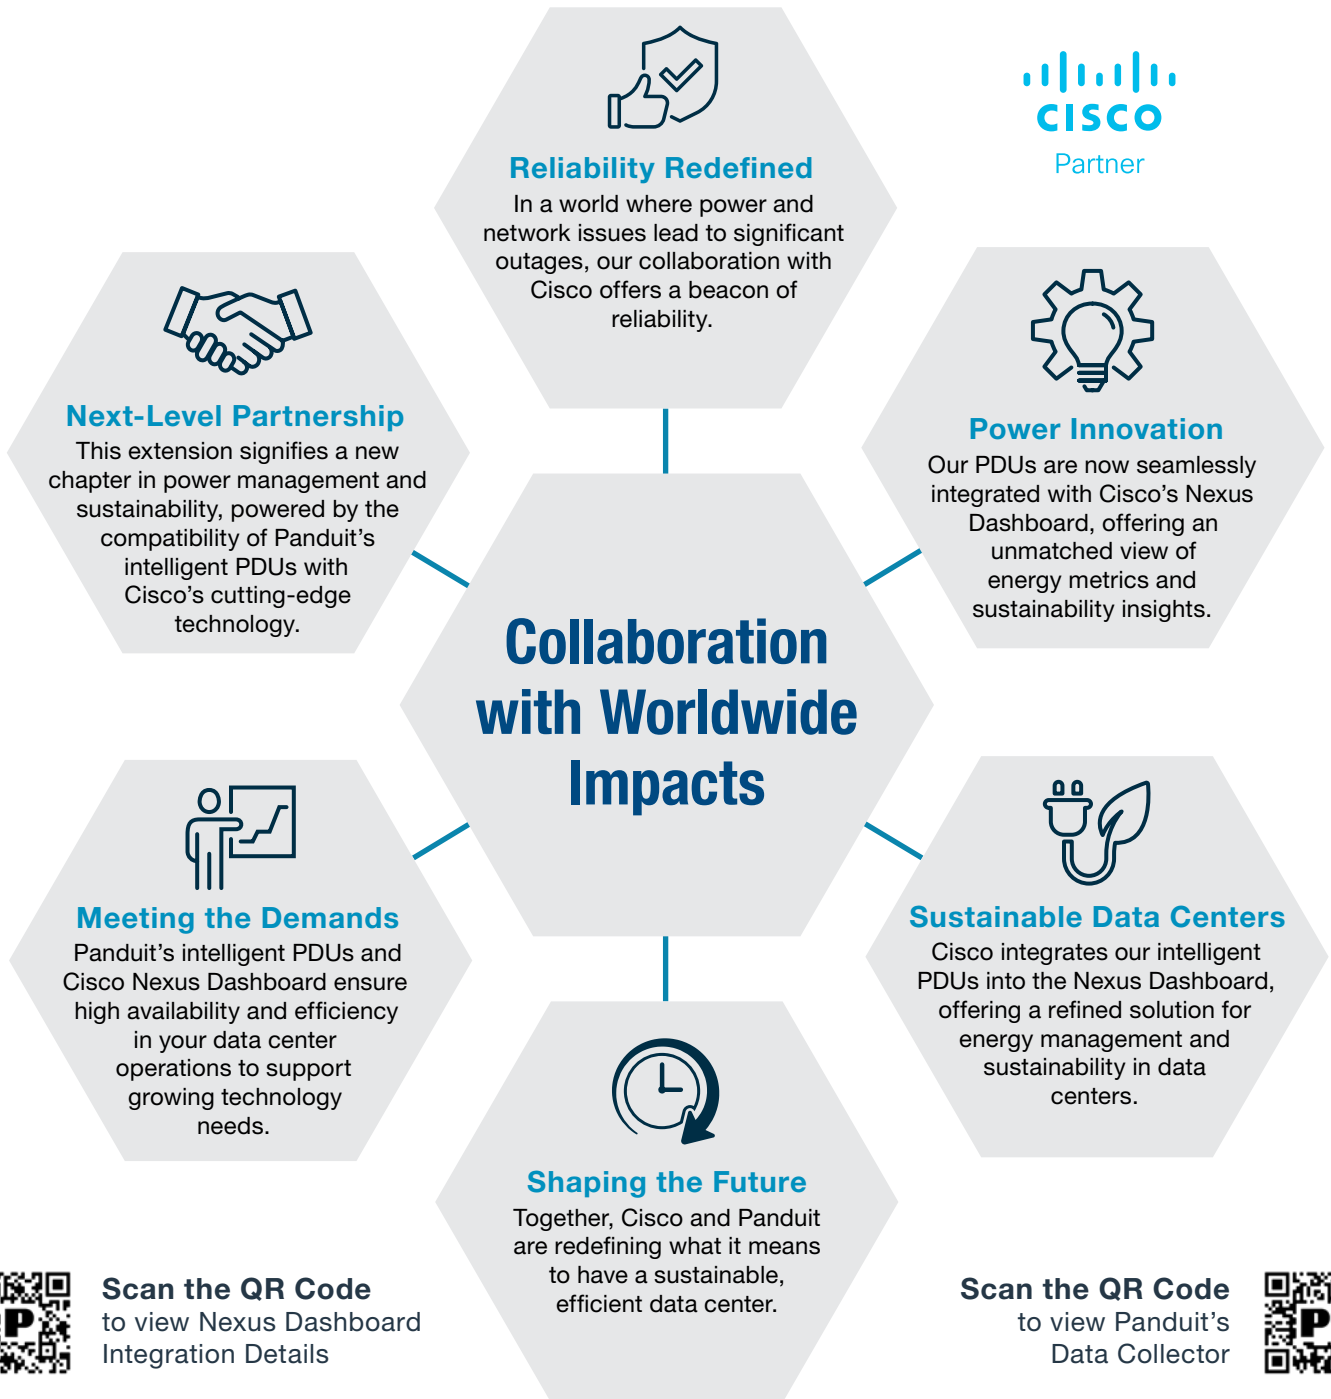 Reliability Redefined
In a world where power and
network issues lead to significant
outages, our collaboration with
Cisco offers a beacon of
reliability.
CISCO
Partner
Next-Level Partnership
This extension signifies a new
chapter in power management and
sustainability, powered by the
compatibility of Panduit’s
intelligent PDUs with
Cisco’s cutting-edge
technology.
Power Innovation
Our PDUs are now seamlessly
integrated with Cisco’s Nexus
Dashboard, offering an
unmatched view of
energy metrics and
sustainability insights.
Collaboration
with Worldwide
Impacts
Meeting the Demands
Panduit’s intelligent PDUs and
Cisco Nexus Dashboard ensure
high availability and efficiency
in your data center
operations to support
growing technology
needs.
Sustainable Data Centers
Cisco integrates our intelligent
PDUs into the Nexus Dashboard,
offering a refined solution for
energy management and
sustainability in data
centers.
Shaping the Future
Together, Cisco and Panduit
are redefining what it means
to have a sustainable,
efficient data center.
P
Scan the QR Code
to view Nexus Dashboard
Integration Details
Scan the QR Code
to view Panduit’s
Data Collector
P